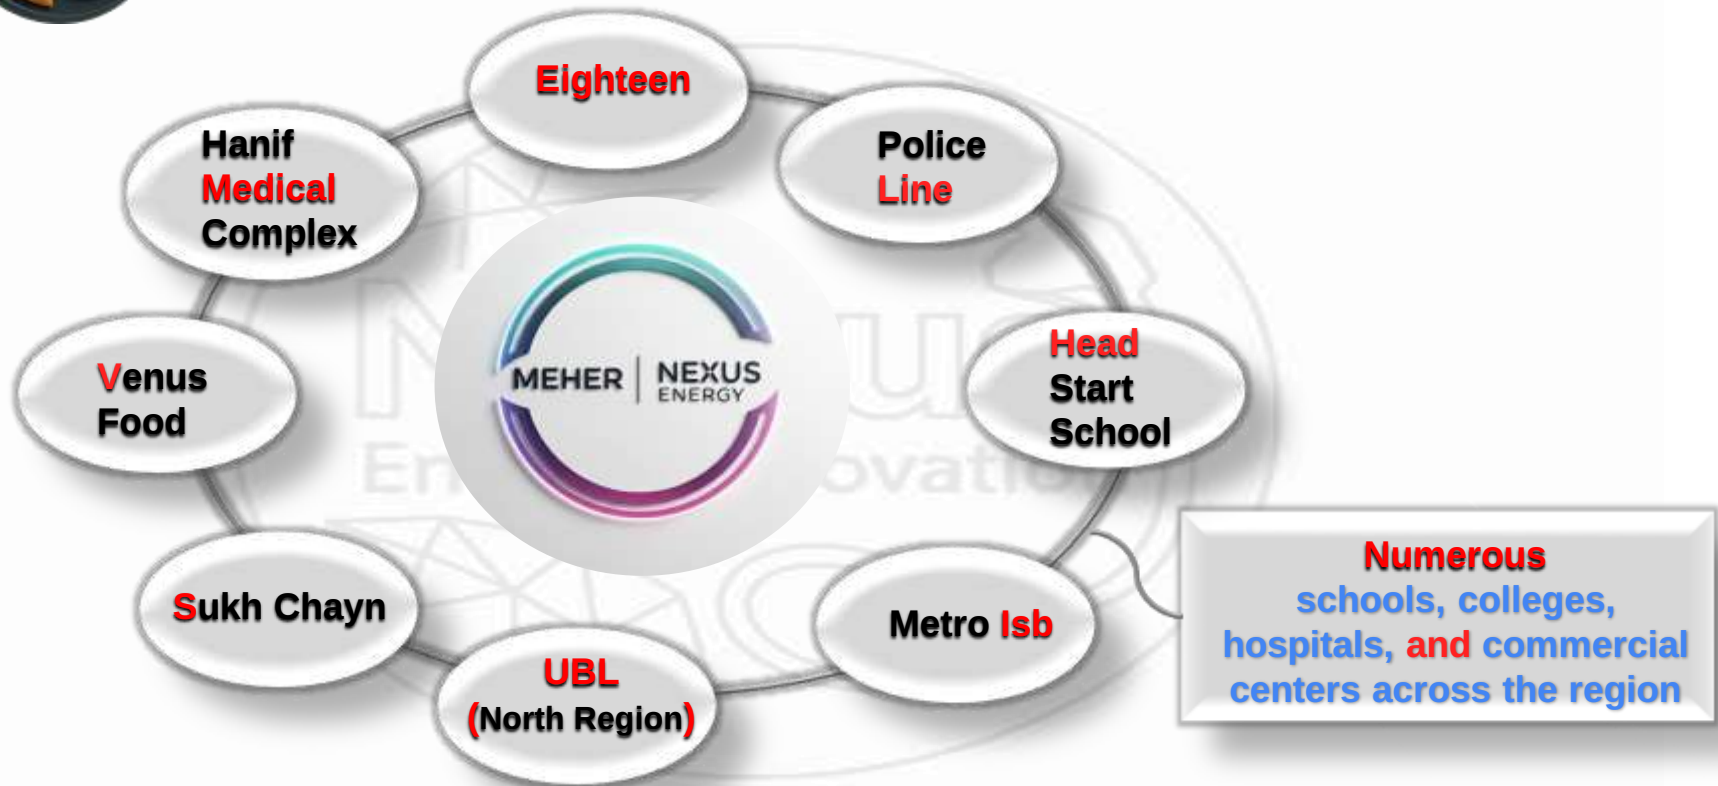 Eighteen
Police
Line
Hanif
Medical
Complex
MEHER | NEXUS
ENERGY
Head
Start
School
Venus
Food
Sukh Chayn
UBL
(North Region)
Metro Isb
Numerous
schools, colleges,
hospitals, and commercial
centers across the region